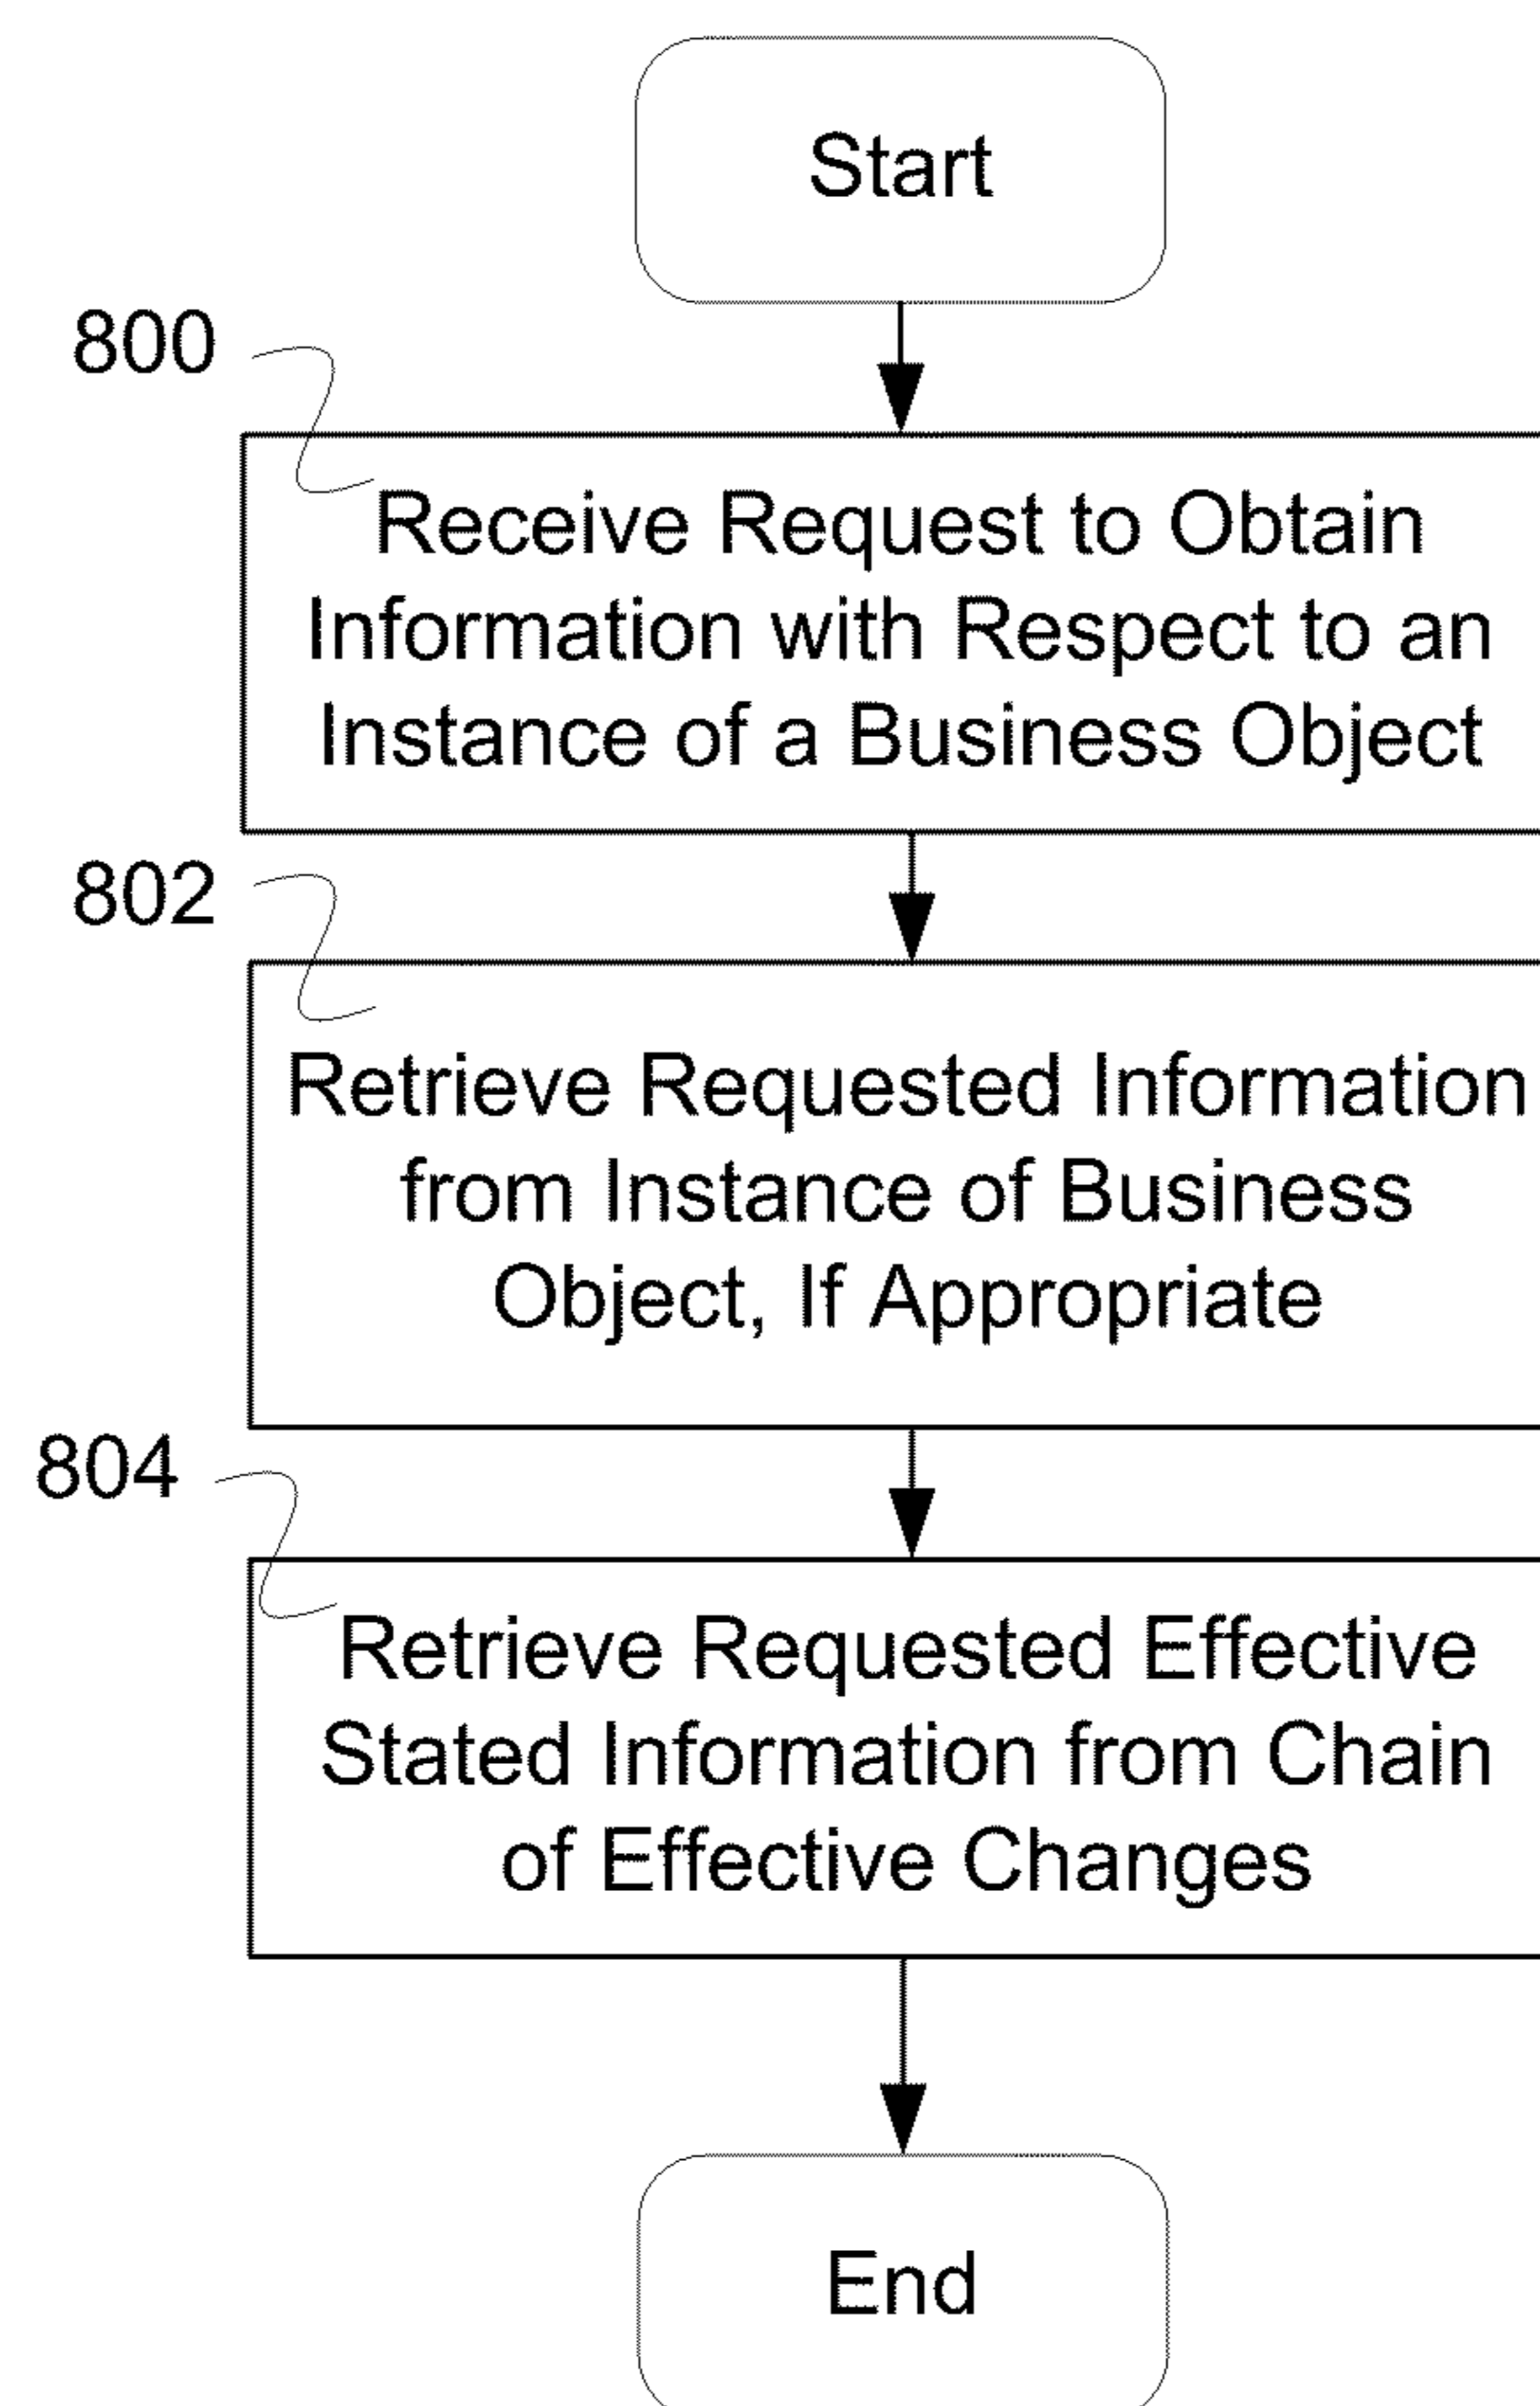 Start
800
Receive Request to Obtain
Information with Respect to an
Instance of a Business Object
802
Retrieve Requested Information
from Instance of Business
Object, If Appropriate
804
Retrieve Requested Effective
Stated Information from Chain
of Effective Changes
End